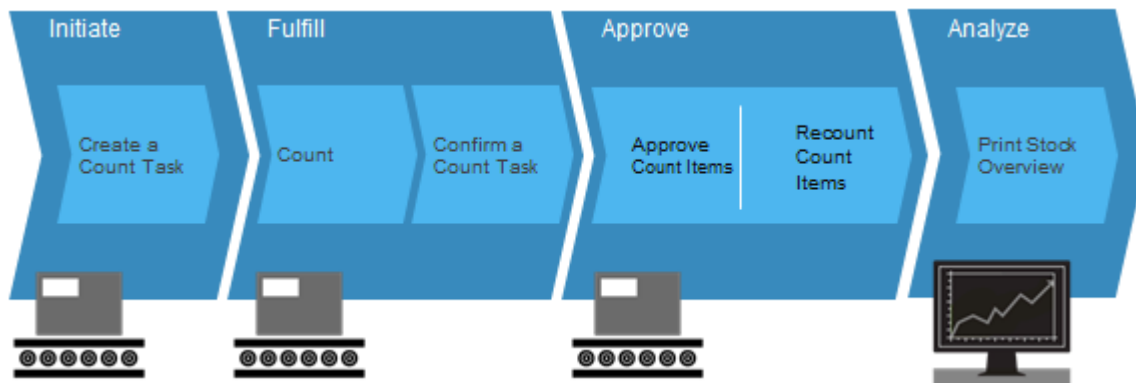 Initiate
Fulfill
Approve
Analyze
Create a
Count Task
Count
Confirm a
Count Task
Approve
Count Items
Recount
Count
Items
Print Stock
Overview